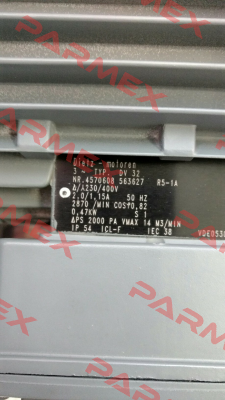 PARMEX
Dietz - motoren
3 ~ TYP. DV 32
NR.4570608 563627 R5-1A
Δ/⅄230/400V
2.0/1,15A 50 HZ
2870 /MIN COSφ0,82
0,47KW S 1
ΔPS 2000 PA VMAX 14 M3/MIN
IP 54 ICL-F IEC 38 VDE0530
PARMEX
PARMEX